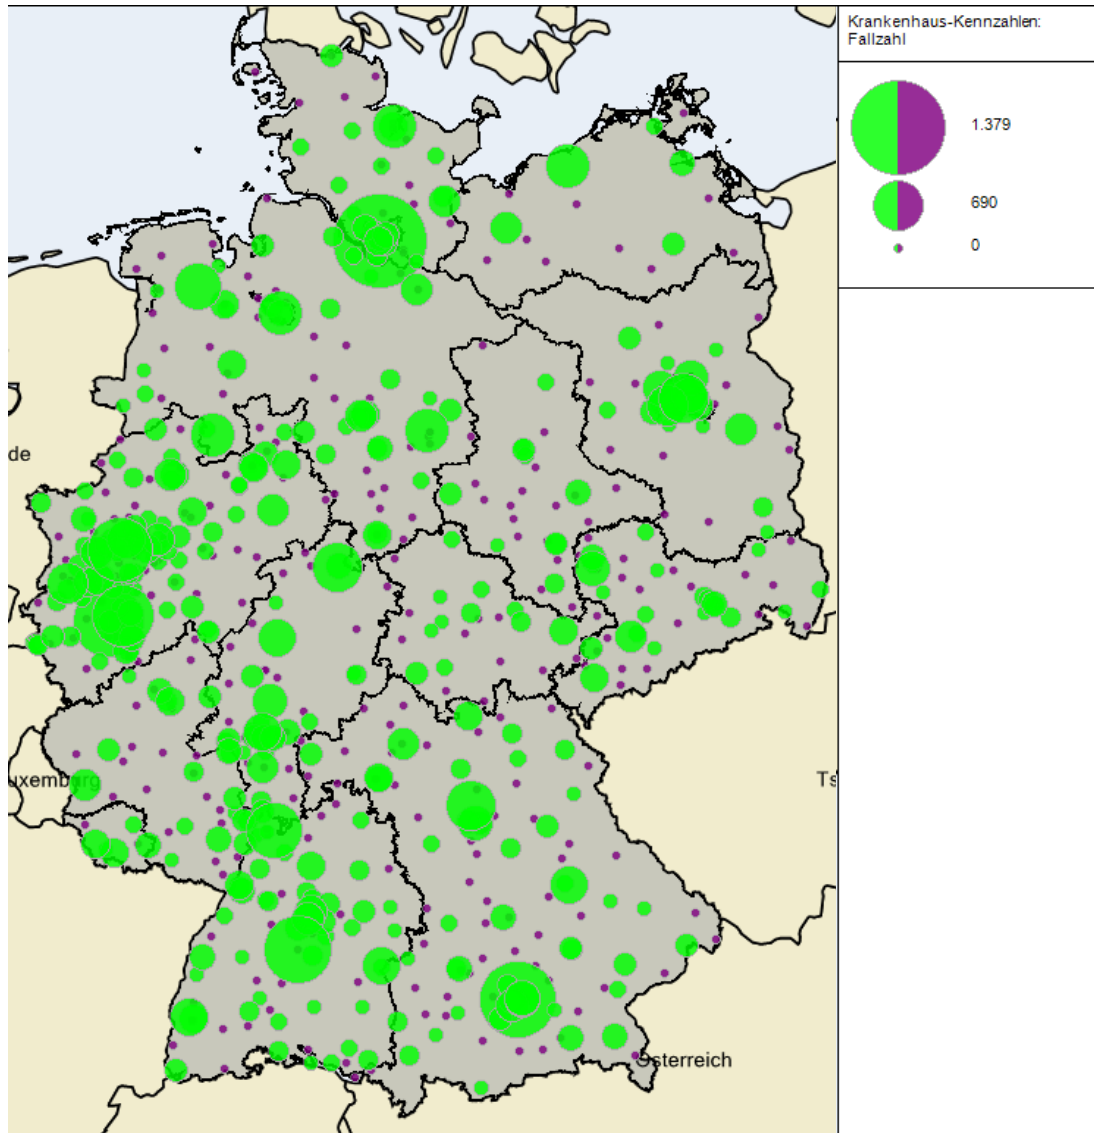 Krankenhaus-Kennzahlen:
Fallzahl
1.379
690
0
de
uxemburg
Ts
Österreich